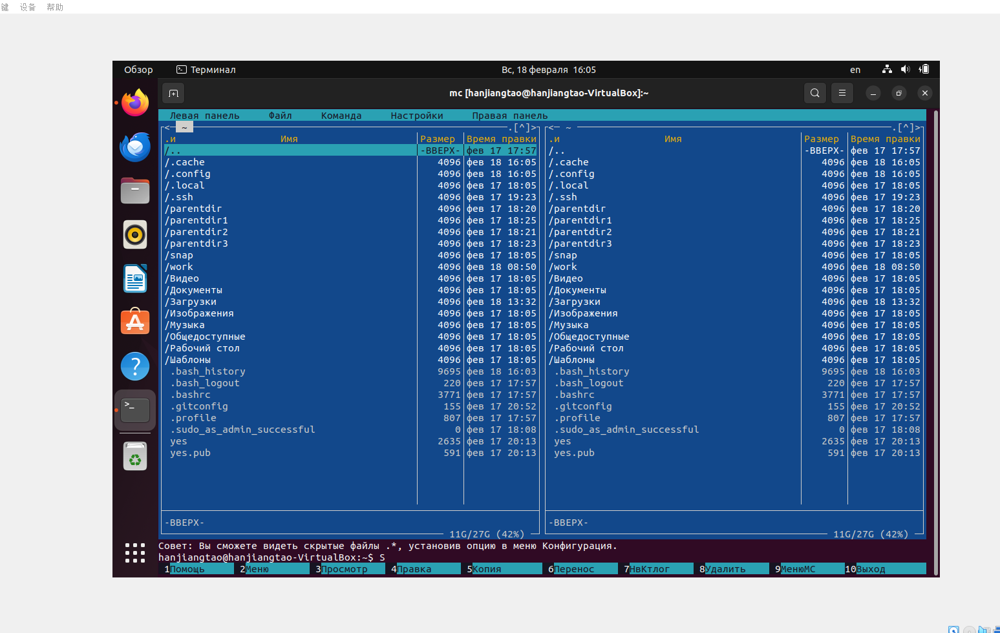 键 设备 帮助
Обзор Терминал Вс, 18 февраля 16:05 en
mc [hanjiangtao@hanjiangtao-VirtualBox]:~
Левая панель Файл Команда Настройки Правая панель
<─ ~ .[^]> <─ ~ .[^]>
.и Имя Размер Время правки .и Имя Размер Время правки
/.. -ВВЕРХ- фев 17 17:57 /.. -ВВЕРХ- фев 17 17:57
/.cache 4096 фев 18 16:05 /.cache 4096 фев 18 16:05
/.config 4096 фев 18 16:05 /.config 4096 фев 18 16:05
/.local 4096 фев 17 18:05 /.local 4096 фев 17 18:05
/.ssh 4096 фев 17 19:23 /.ssh 4096 фев 17 19:23
/parentdir 4096 фев 17 18:20 /parentdir 4096 фев 17 18:20
/parentdir1 4096 фев 17 18:25 /parentdir1 4096 фев 17 18:25
/parentdir2 4096 фев 17 18:21 /parentdir2 4096 фев 17 18:21
/parentdir3 4096 фев 17 18:23 /parentdir3 4096 фев 17 18:23
/snap 4096 фев 17 18:05 /snap 4096 фев 17 18:05
/work 4096 фев 18 08:50 /work 4096 фев 18 08:50
/Видео 4096 фев 17 18:05 /Видео 4096 фев 17 18:05
/Документы 4096 фев 17 18:05 /Документы 4096 фев 17 18:05
/Загрузки 4096 фев 18 13:32 /Загрузки 4096 фев 18 13:32
/Изображения 4096 фев 17 18:05 /Изображения 4096 фев 17 18:05
/Музыка 4096 фев 17 18:05 /Музыка 4096 фев 17 18:05
/Общедоступные 4096 фев 17 18:05 /Общедоступные 4096 фев 17 18:05
/Рабочий стол 4096 фев 17 18:05 /Рабочий стол 4096 фев 17 18:05
/Шаблоны 4096 фев 17 18:05 /Шаблоны 4096 фев 17 18:05
.bash_history 9695 фев 18 16:03 .bash_history 9695 фев 18 16:03
.bash_logout 220 фев 17 17:57 .bash_logout 220 фев 17 17:57
.bashrc 3771 фев 17 17:57 .bashrc 3771 фев 17 17:57
.gitconfig 155 фев 17 20:52 .gitconfig 155 фев 17 20:52
.profile 807 фев 17 17:57 .profile 807 фев 17 17:57
.sudo_as_admin_successful 0 фев 17 18:08 .sudo_as_admin_successful 0 фев 17 18:08
yes 2635 фев 17 20:13 yes 2635 фев 17 20:13
yes.pub 591 фев 17 20:13 yes.pub 591 фев 17 20:13
-ВВЕРХ- -ВВЕРХ-
11G/27G (42%) 11G/27G (42%)
Совет: Вы сможете видеть скрытые файлы .*, установив опцию в меню Конфигурация.
hanjiangtao@hanjiangtao-VirtualBox:~$ S
1Помощь 2Меню 3Просмотр 4Правка 5Копия 6Перенос 7НвКтлог 8Удалить 9МенюMC 10Выход